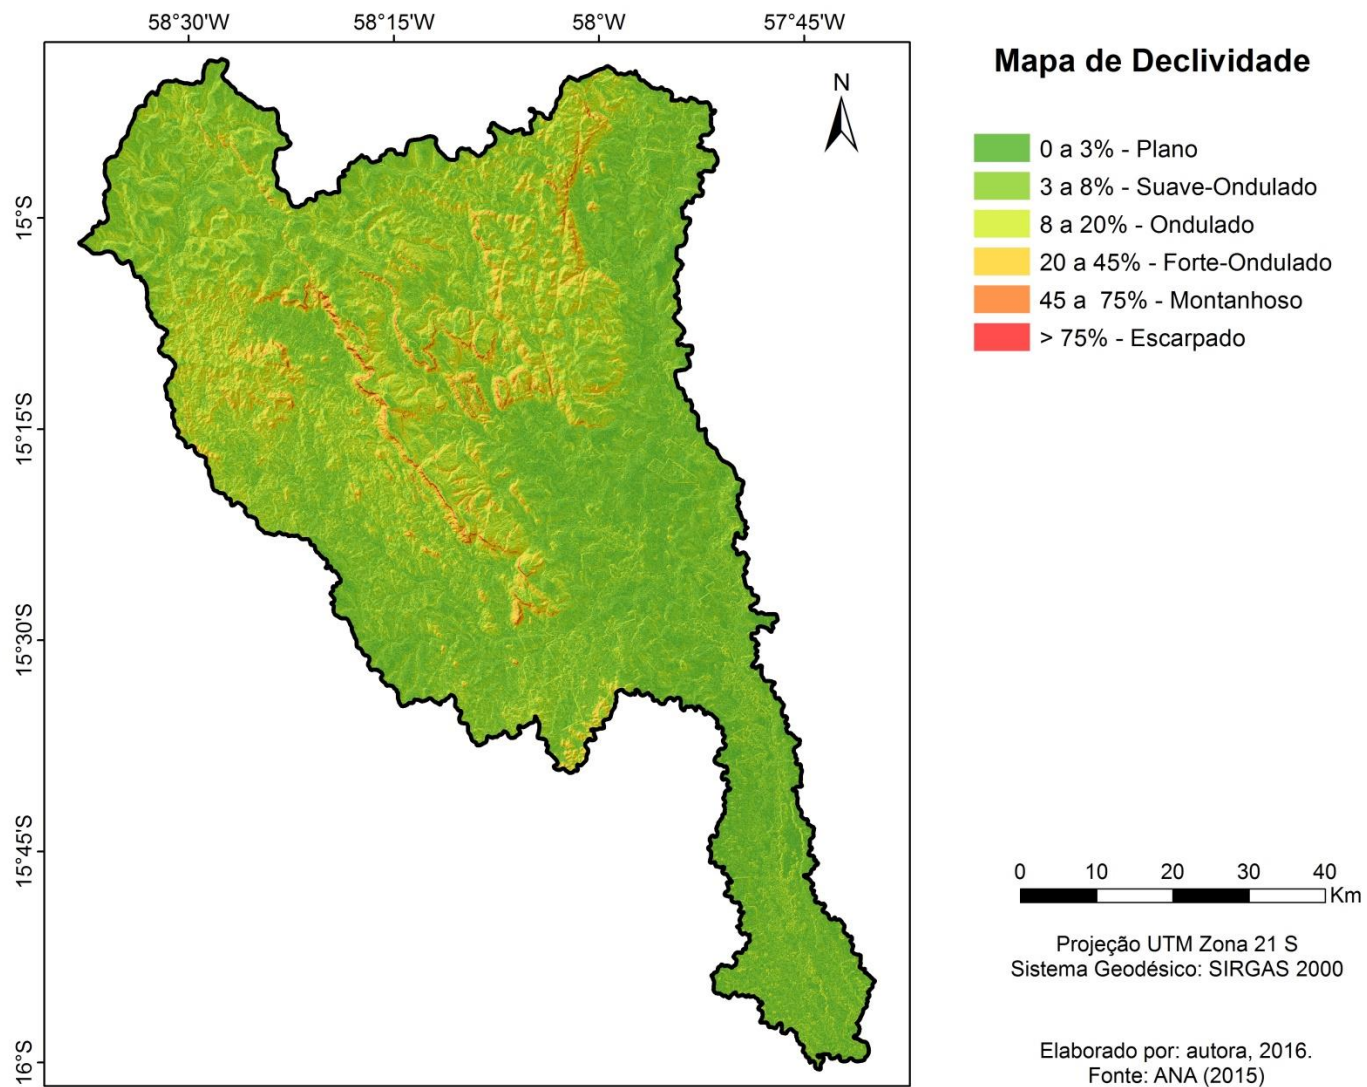 58°30'W 58°15'W 58°0'W 57°45'W
Mapa de Declividade
N
0 a 3% - Plano
3 a 8% - Suave-Ondulado
8 a 20% - Ondulado
20 a 45% - Forte-Ondulado
45 a  75% - Montanhoso
> 75% - Escarpado
15°S
15°15'S
15°30'S
15°45'S
16°S
0 10 20 30 40
Km
Projeção UTM Zona 21 S
Sistema Geodésico: SIRGAS 2000
Elaborado por: autora, 2016.
Fonte: ANA (2015)